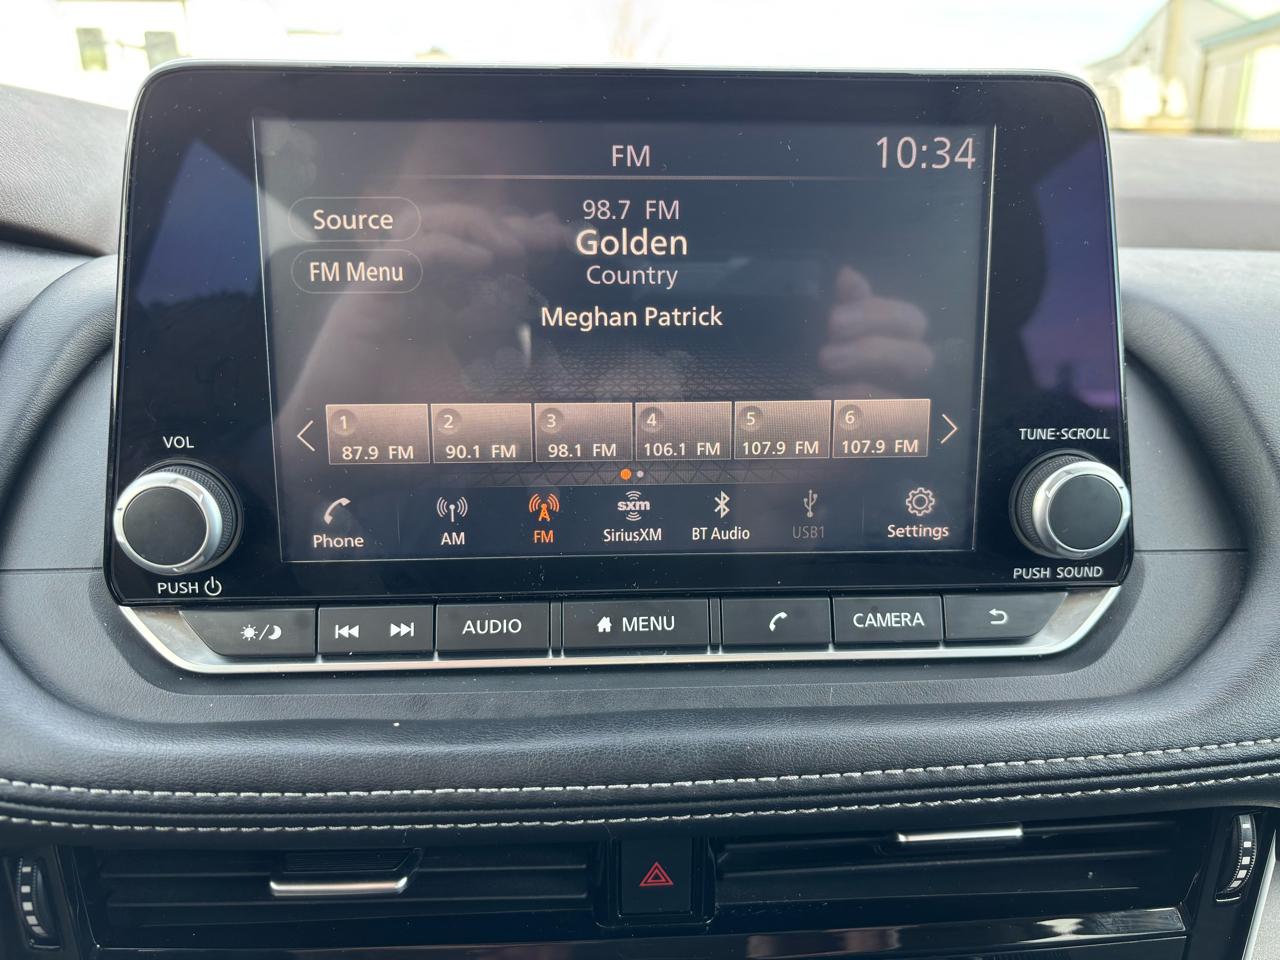 FM
10:34
Source
98.7 FM
Golden
FM Menu
Country
Meghan Patrick
1
2
3
4
5
6
87.9 FM
90.1 FM
98.1 FM
106.1 FM
107.9 FM
107.9 FM
VOL
TUNE·SCROLL
Phone
AM
FM
sxm
SiriusXM
BT Audio
USB1
Settings
PUSH
PUSH SOUND
AUDIO
MENU
CAMERA